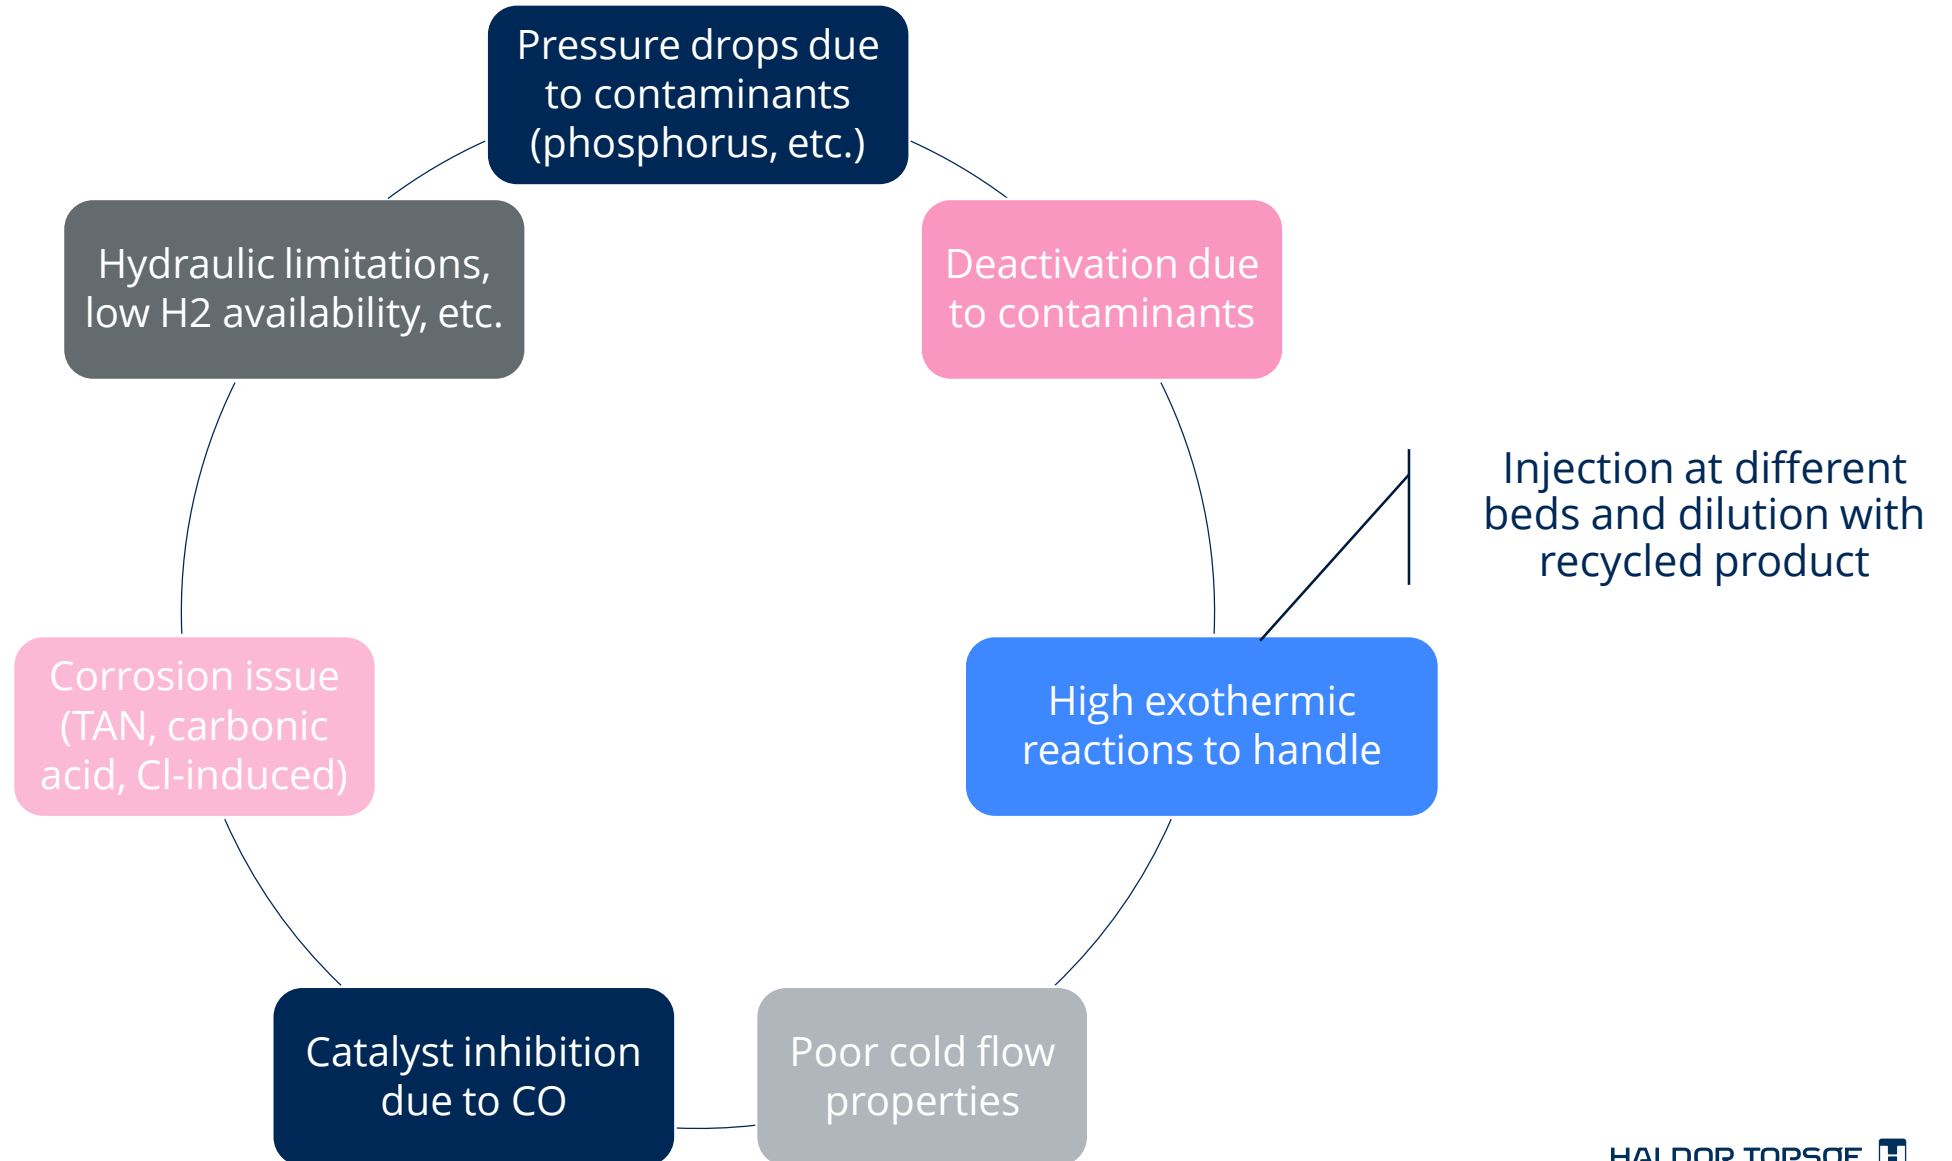 Pressure drops due
to contaminants
(phosphorus, etc.)
Hydraulic limitations,
low H2 availability, etc.
Deactivation due
to contaminants
Injection at different
beds and dilution with
recycled product
Corrosion issue
(TAN, carbonic
acid, Cl-induced)
High exothermic
reactions to handle
Catalyst inhibition
due to CO
Poor cold flow
properties
HALDOR TOPSØE